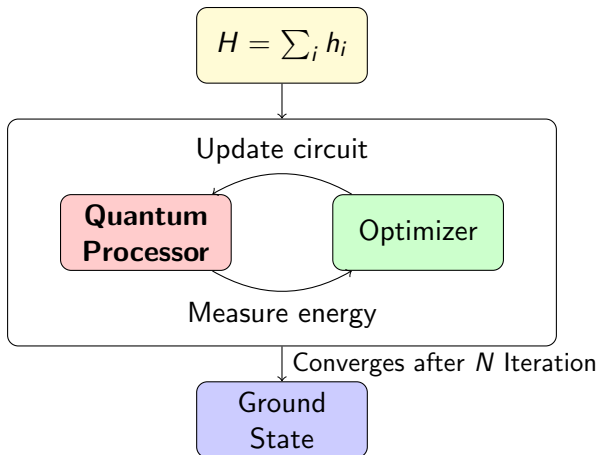 H = ∑ᵢ hᵢ
Update circuit
Quantum
Processor
Optimizer
Measure energy
Converges after N Iteration
Ground
State